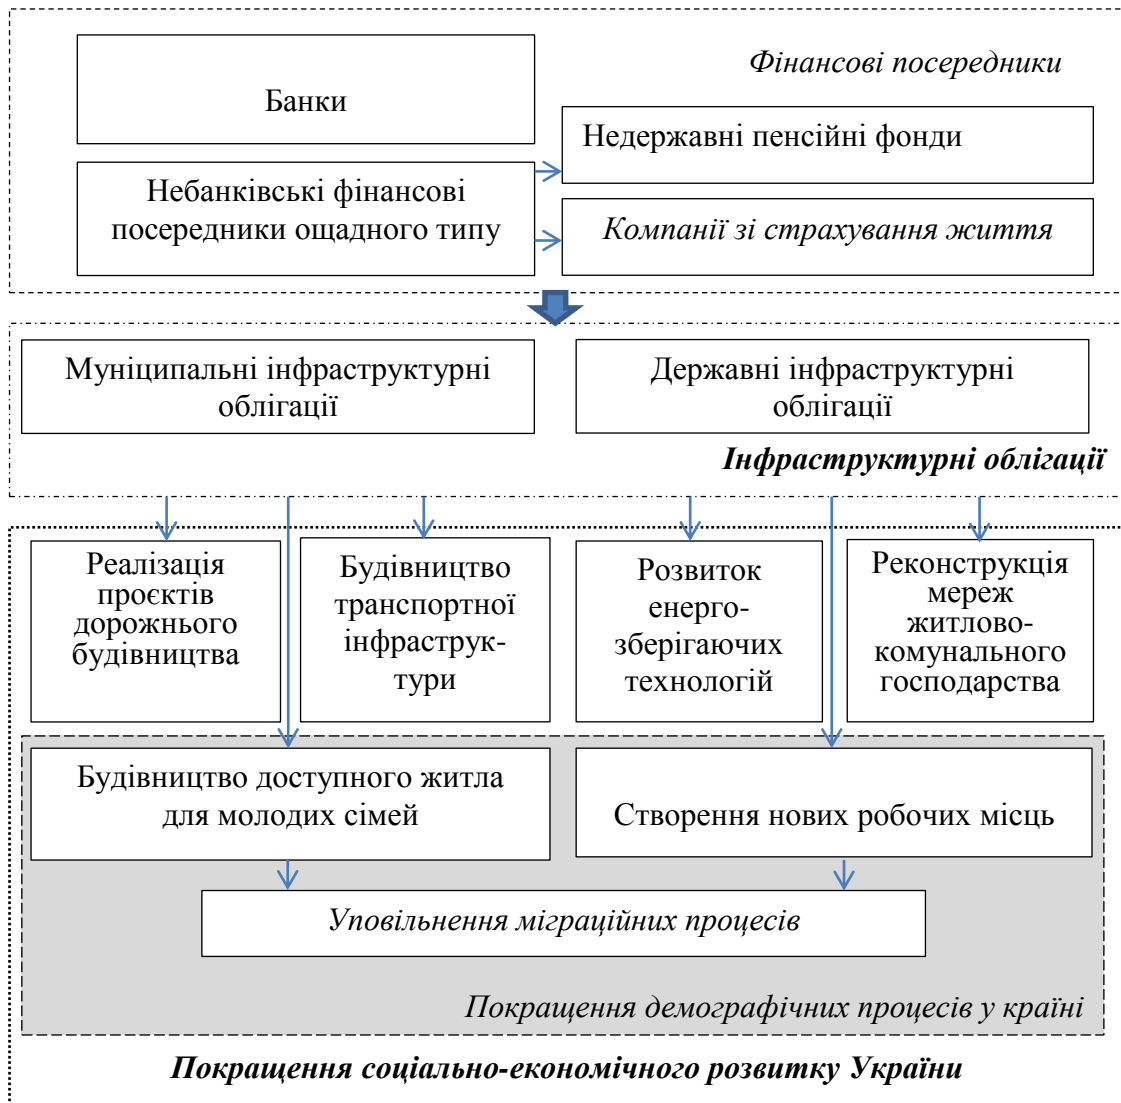 Фінансові посередники
Банки
Недержавні пенсійні фонди
Небанківські фінансові
посередники ощадного типу
Компанії зі страхування життя
Муніципальні інфраструктурні
облігації
Державні інфраструктурні
облігації
Інфраструктурні облігації
Реалізація
проєктів
дорожнього
будівництва
Будівництво
транспортної
інфраструк-
тури
Розвиток
енерго-
зберігаючих
технологій
Реконструкція
мереж
житлово-
комунального
господарства
Будівництво доступного житла
для молодих сімей
Створення нових робочих місць
Уповільнення міграційних процесів
Покращення демографічних процесів у країні
Покращення соціально-економічного розвитку України